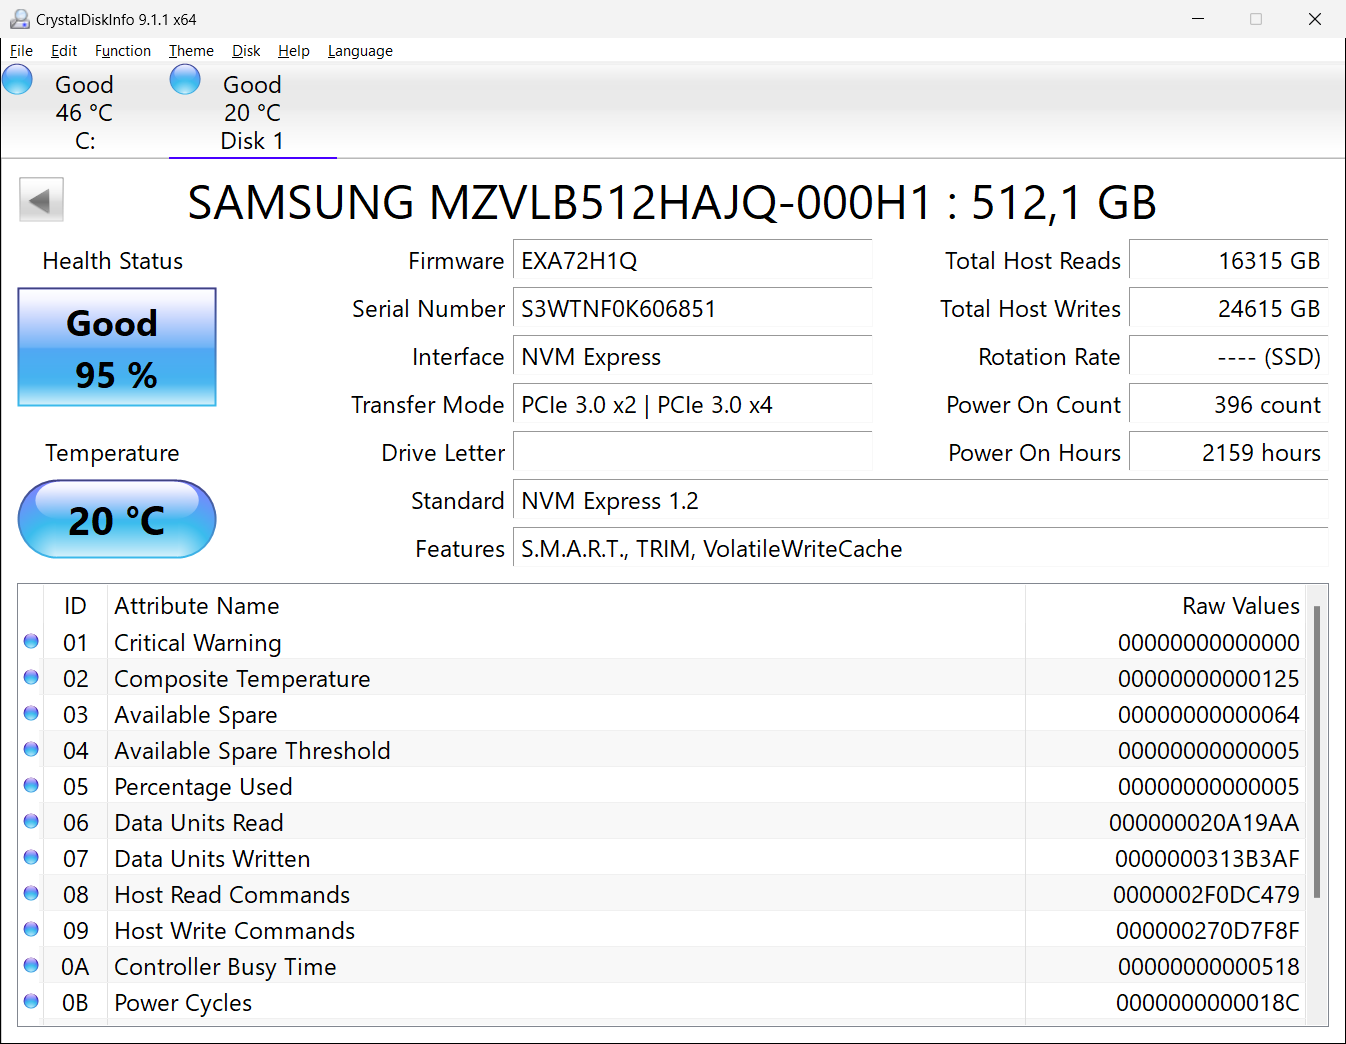 CrystalDiskInfo 9.1.1 x64
File Edit Function Theme Disk Help Language
Good
46 °C
C:
Good
20 °C
Disk 1
SAMSUNG MZVLB512HAJQ-000H1 : 512,1 GB
Health Status
Good
95 %
Temperature
20 °C
Firmware EXA72H1Q
Serial Number S3WTNF0K606851
Interface NVM Express
Transfer Mode PCIe 3.0 x2 | PCIe 3.0 x4
Drive Letter
Standard NVM Express 1.2
Features S.M.A.R.T., TRIM, VolatileWriteCache
Total Host Reads 16315 GB
Total Host Writes 24615 GB
Rotation Rate ---- (SSD)
Power On Count 396 count
Power On Hours 2159 hours
ID Attribute Name Raw Values
01 Critical Warning 00000000000000
02 Composite Temperature 00000000000125
03 Available Spare 00000000000064
04 Available Spare Threshold 00000000000005
05 Percentage Used 00000000000005
06 Data Units Read 000000020A19AA
07 Data Units Written 0000000313B3AF
08 Host Read Commands 0000002F0DC479
09 Host Write Commands 000000270D7F8F
0A Controller Busy Time 00000000000518
0B Power Cycles 0000000000018C